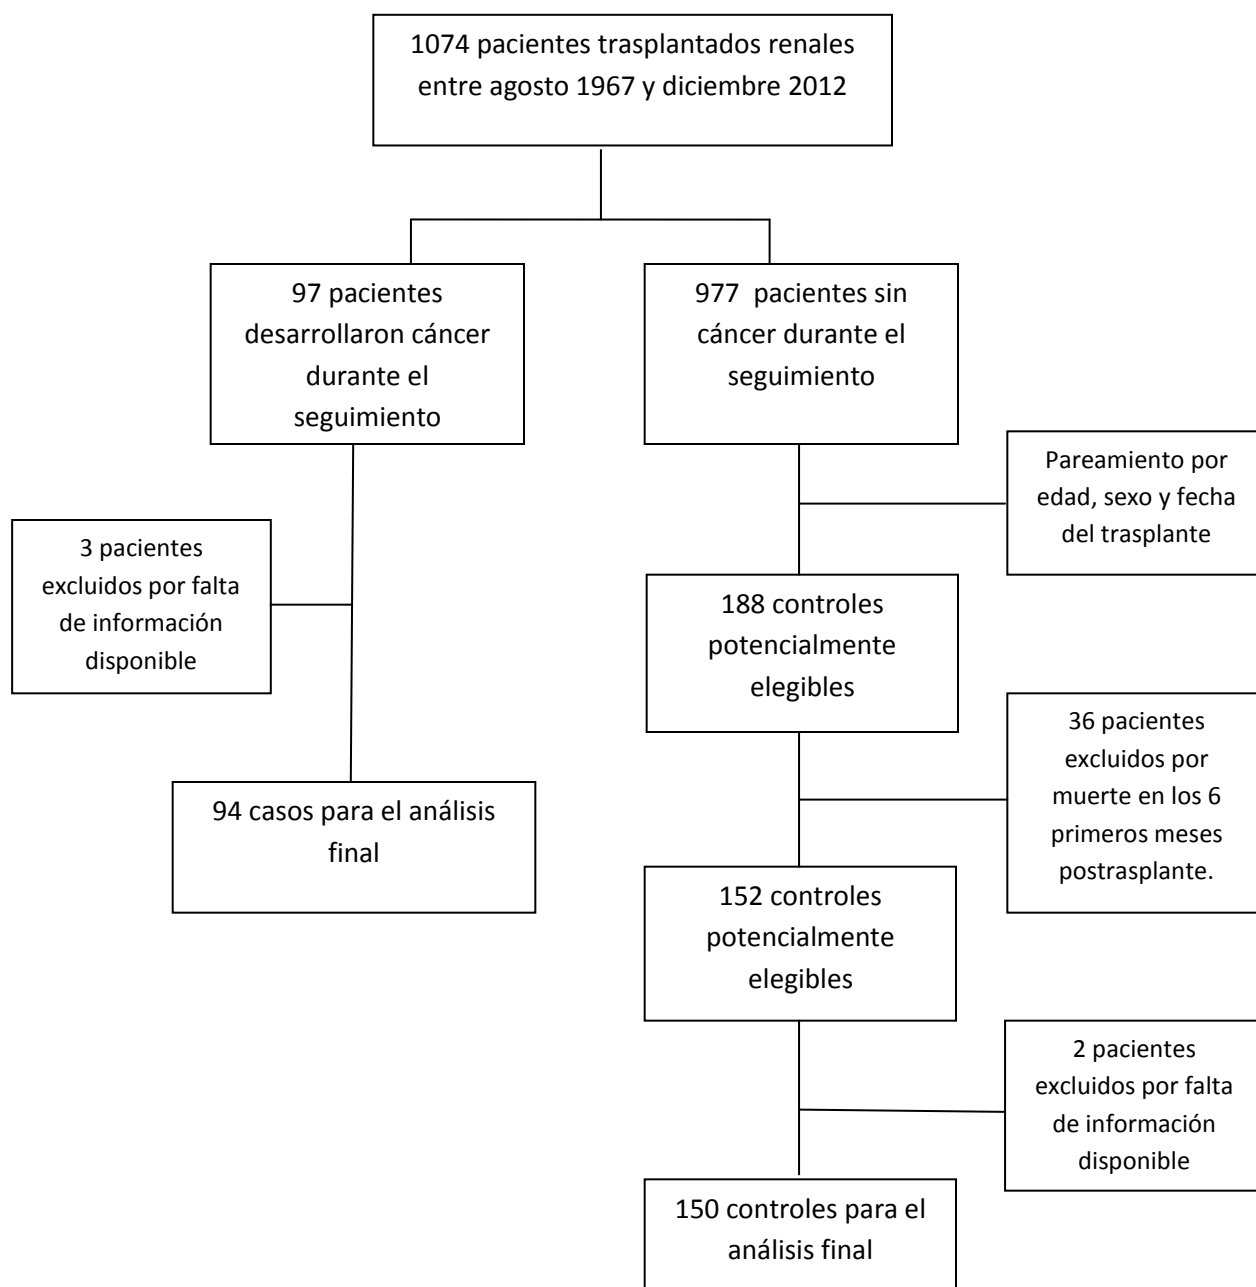 1074 pacientes trasplantados renales
entre agosto 1967 y diciembre 2012
97 pacientes
desarrollaron cáncer
durante el
seguimiento
977 pacientes sin
cáncer durante el
seguimiento
Pareamiento por
edad, sexo y fecha
del trasplante
3 pacientes
excluidos por falta
de información
disponible
188 controles
potencialmente
elegibles
36 pacientes
excluidos por
muerte en los 6
primeros meses
postrasplante.
94 casos para el análisis
final
152 controles
potencialmente
elegibles
2 pacientes
excluidos por falta
de información
disponible
150 controles para el
análisis final